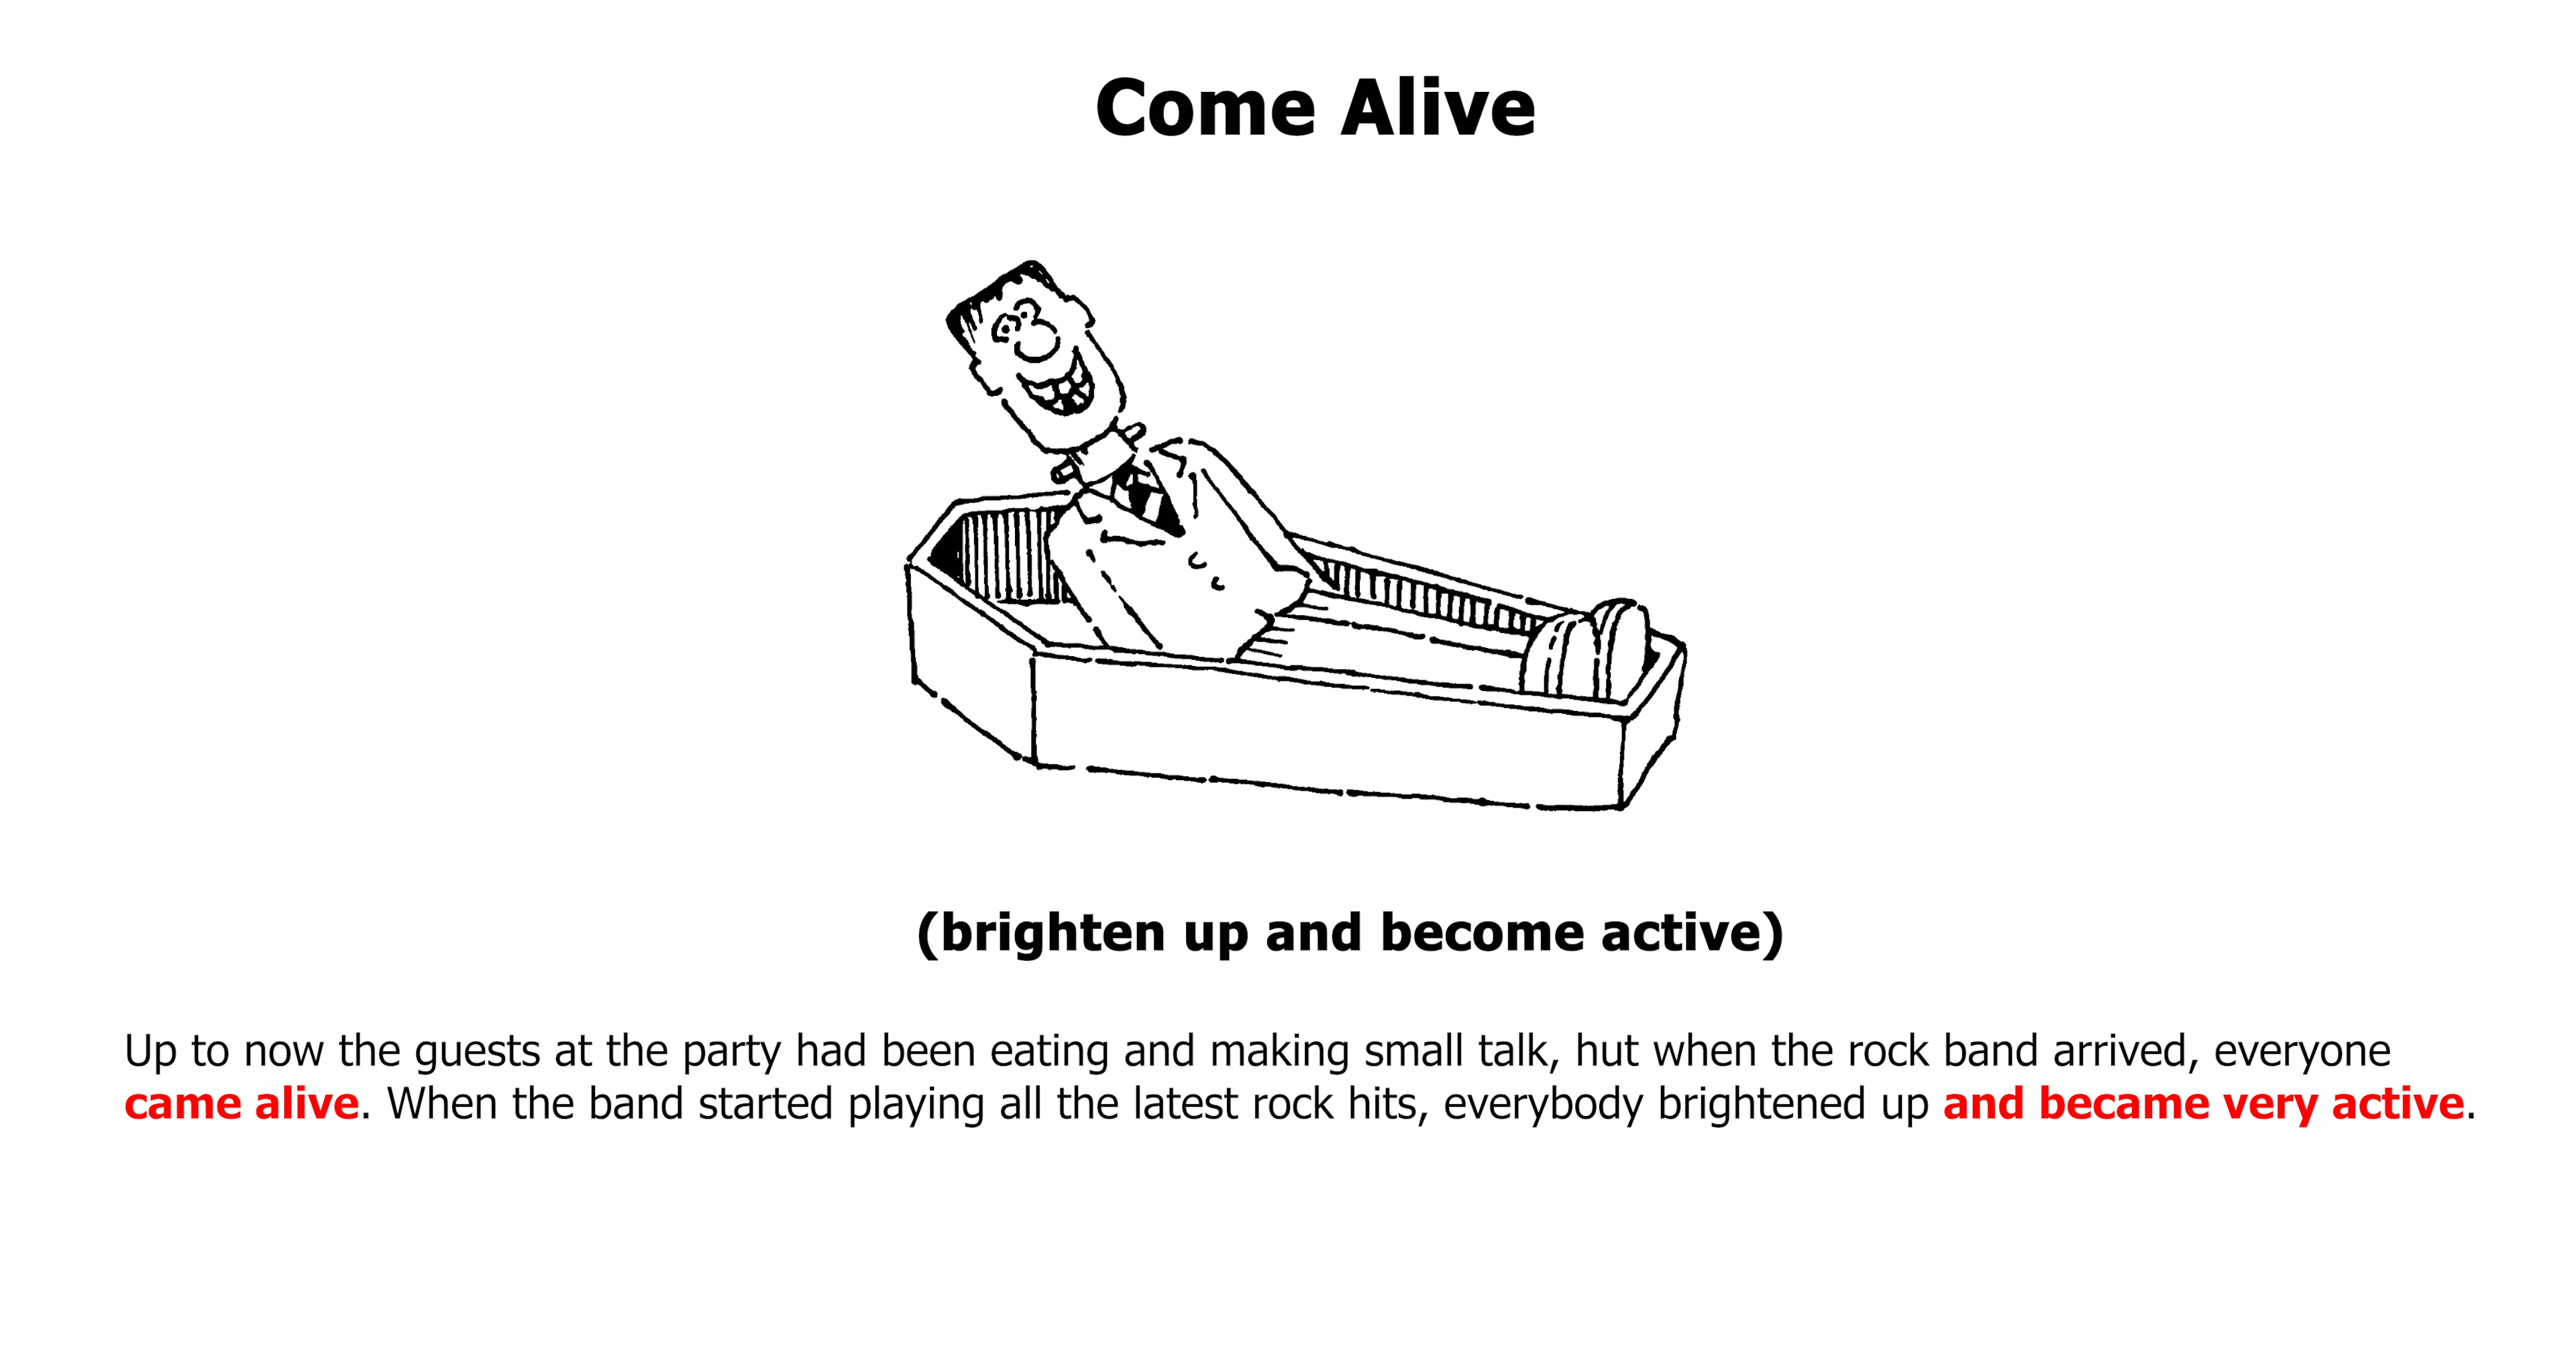 Come Alive
(brighten up and become active)
Up to now the guests at the party had been eating and making small talk, hut when the rock band arrived, everyone
came alive. When the band started playing all the latest rock hits, everybody brightened up and became very active.